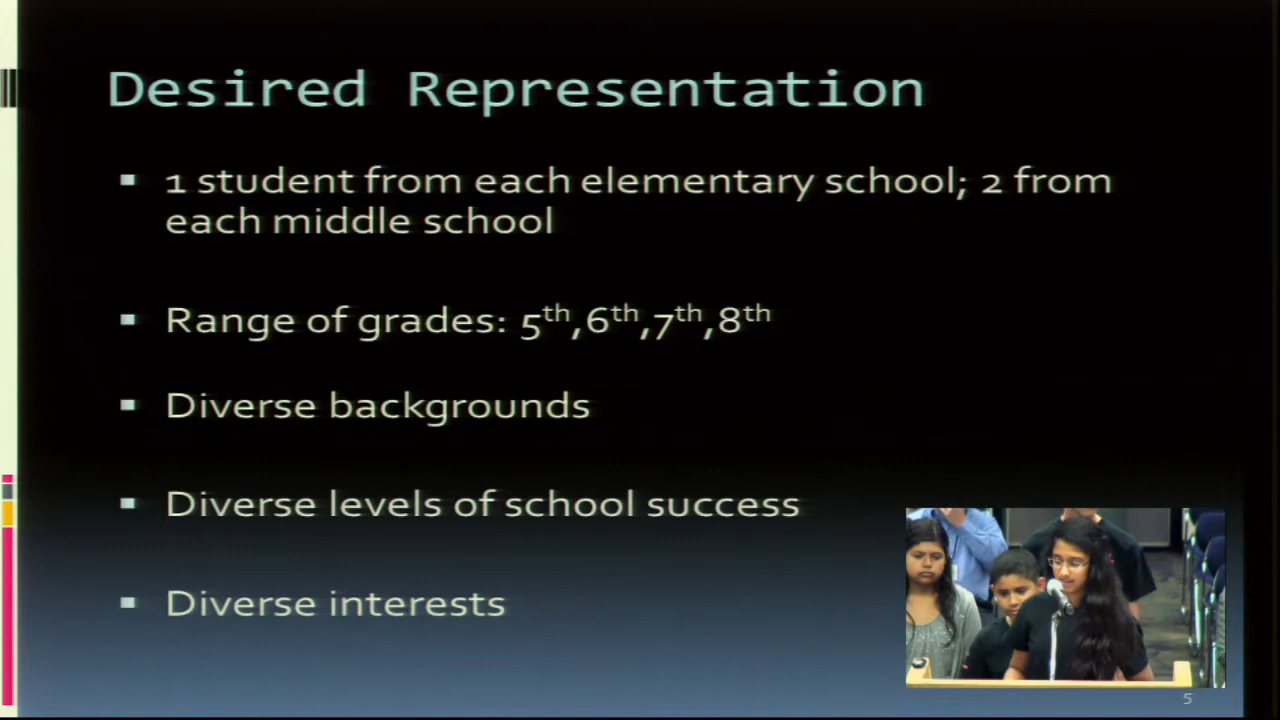 Desired Representation
▪ 1 student from each elementary school; 2 from
each middle school
▪ Range of grades: 5th,6th,7th,8th
▪ Diverse backgrounds
▪ Diverse levels of school success
▪ Diverse interests
5